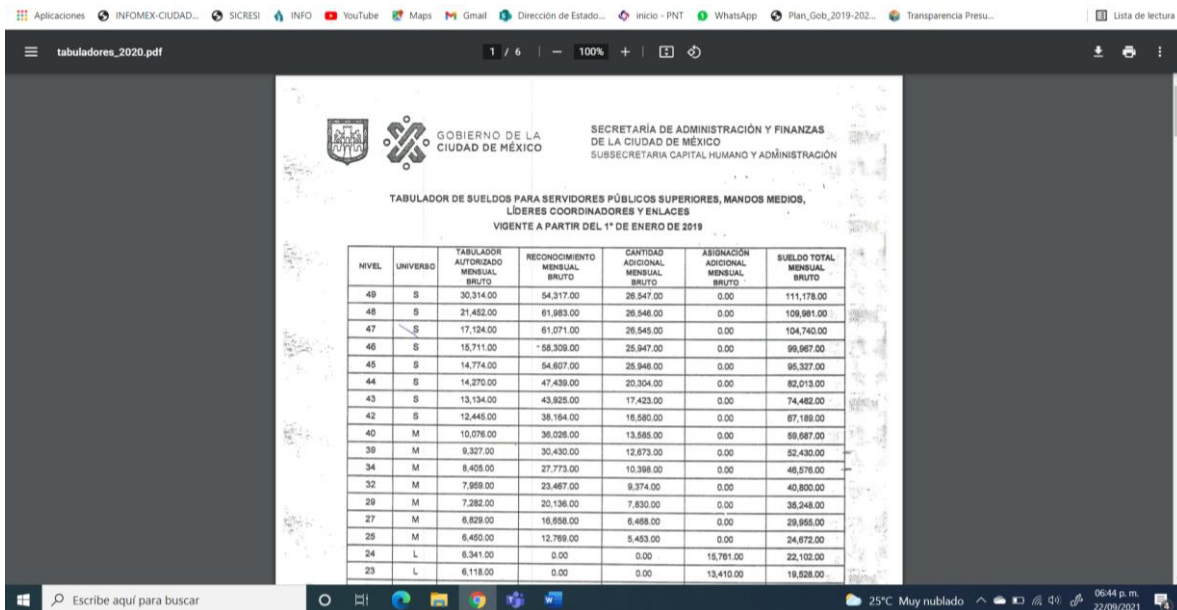 Aplicaciones INFOMEX-CIUDAD... SICRESI INFO YouTube Maps Gmail Dirección de Estado... inicio - PNT WhatsApp Plan_Gob_2019-202... Transparencia Presu... Lista de lectura
tabuladores_2020.pdf 1 / 6 100%
GOBIERNO DE LA
CIUDAD DE MÉXICO
SECRETARÍA DE ADMINISTRACIÓN Y FINANZAS
DE LA CIUDAD DE MÉXICO
SUBSECRETARIA CAPITAL HUMANO Y ADMINISTRACIÓN
TABULADOR DE SUELDOS PARA SERVIDORES PÚBLICOS SUPERIORES, MANDOS MEDIOS,
LÍDERES COORDINADORES Y ENLACES
VIGENTE A PARTIR DEL 1° DE ENERO DE 2019
NIVEL UNIVERSO TABULADOR AUTORIZADO MENSUAL BRUTO RECONOCIMIENTO MENSUAL BRUTO CANTIDAD ADICIONAL MENSUAL BRUTO ASIGNACIÓN ADICIONAL MENSUAL BRUTO SUELDO TOTAL MENSUAL BRUTO
49 S 30,314.00 54,317.00 26,547.00 0.00 111,178.00
48 S 21,452.00 61,983.00 26,546.00 0.00 109,981.00
47 S 17,124.00 61,071.00 26,545.00 0.00 104,740.00
46 S 15,711.00 58,309.00 25,947.00 0.00 99,967.00
45 S 14,774.00 54,607.00 25,946.00 0.00 95,327.00
44 S 14,270.00 47,439.00 20,304.00 0.00 82,013.00
43 S 13,134.00 43,925.00 17,423.00 0.00 74,482.00
42 S 12,445.00 38,164.00 16,580.00 0.00 67,189.00
40 M 10,076.00 36,026.00 13,585.00 0.00 59,687.00
39 M 9,327.00 30,430.00 12,673.00 0.00 52,430.00
34 M 8,405.00 27,773.00 10,398.00 0.00 46,576.00
32 M 7,959.00 23,467.00 9,374.00 0.00 40,800.00
29 M 7,282.00 20,136.00 7,830.00 0.00 35,248.00
27 M 6,829.00 16,658.00 6,468.00 0.00 29,955.00
25 M 6,450.00 12,769.00 5,453.00 0.00 24,672.00
24 L 6,341.00 0.00 0.00 15,761.00 22,102.00
23 L 6,118.00 0.00 0.00 13,410.00 19,528.00
Escribe aquí para buscar 25°C Muy nublado 06:44 p. m.
22/09/2021 4